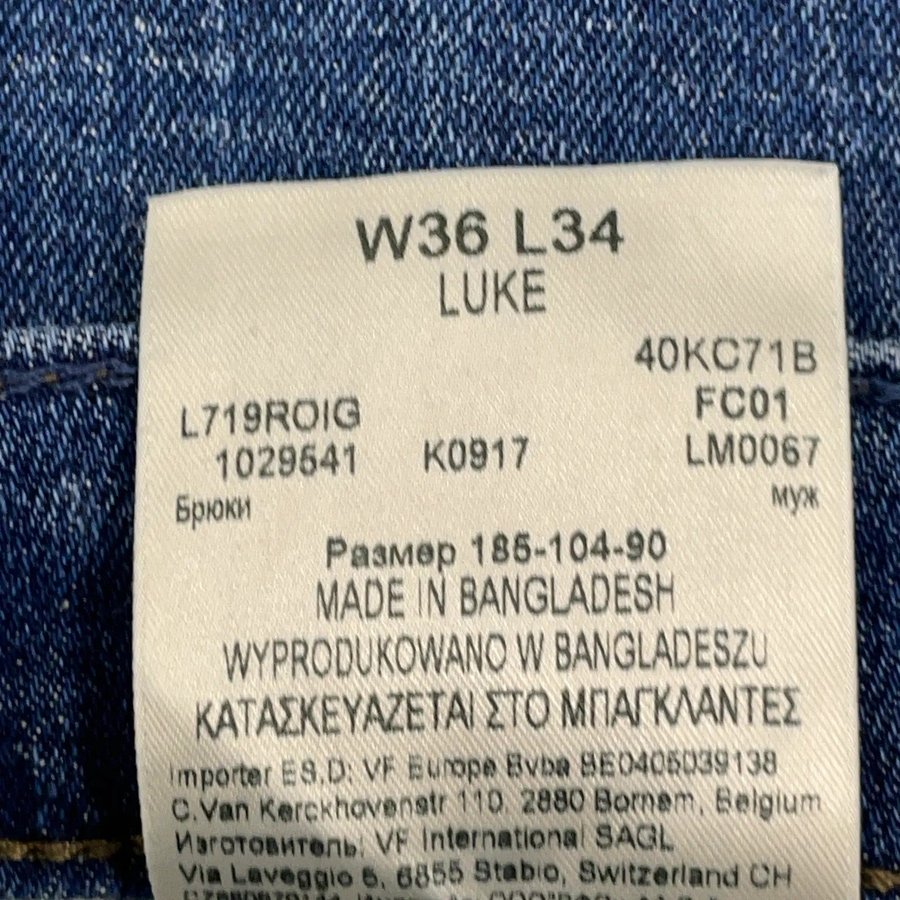 W36 L34
LUKE
40KC71B
L719ROIG FC01
1029541 K0917 LM0067
Брюки муж
Размер 185-104-90
MADE IN BANGLADESH
WYPRODUKOWANO W BANGLADESZU
ΚΑΤΑΣΚΕΥΑΖΕΤΑΙ ΣΤΟ ΜΠΑΓΚΛΑΝΤΕΣ
Importer ES.D: VF Europe Bvba BE0405039138
C.Van Kerckhovenstr 110, 2880 Bornem, Belgium
Изготовитель: VF International SAGL
Via Laveggio 5, 6855 Stabio, Switzerland CH